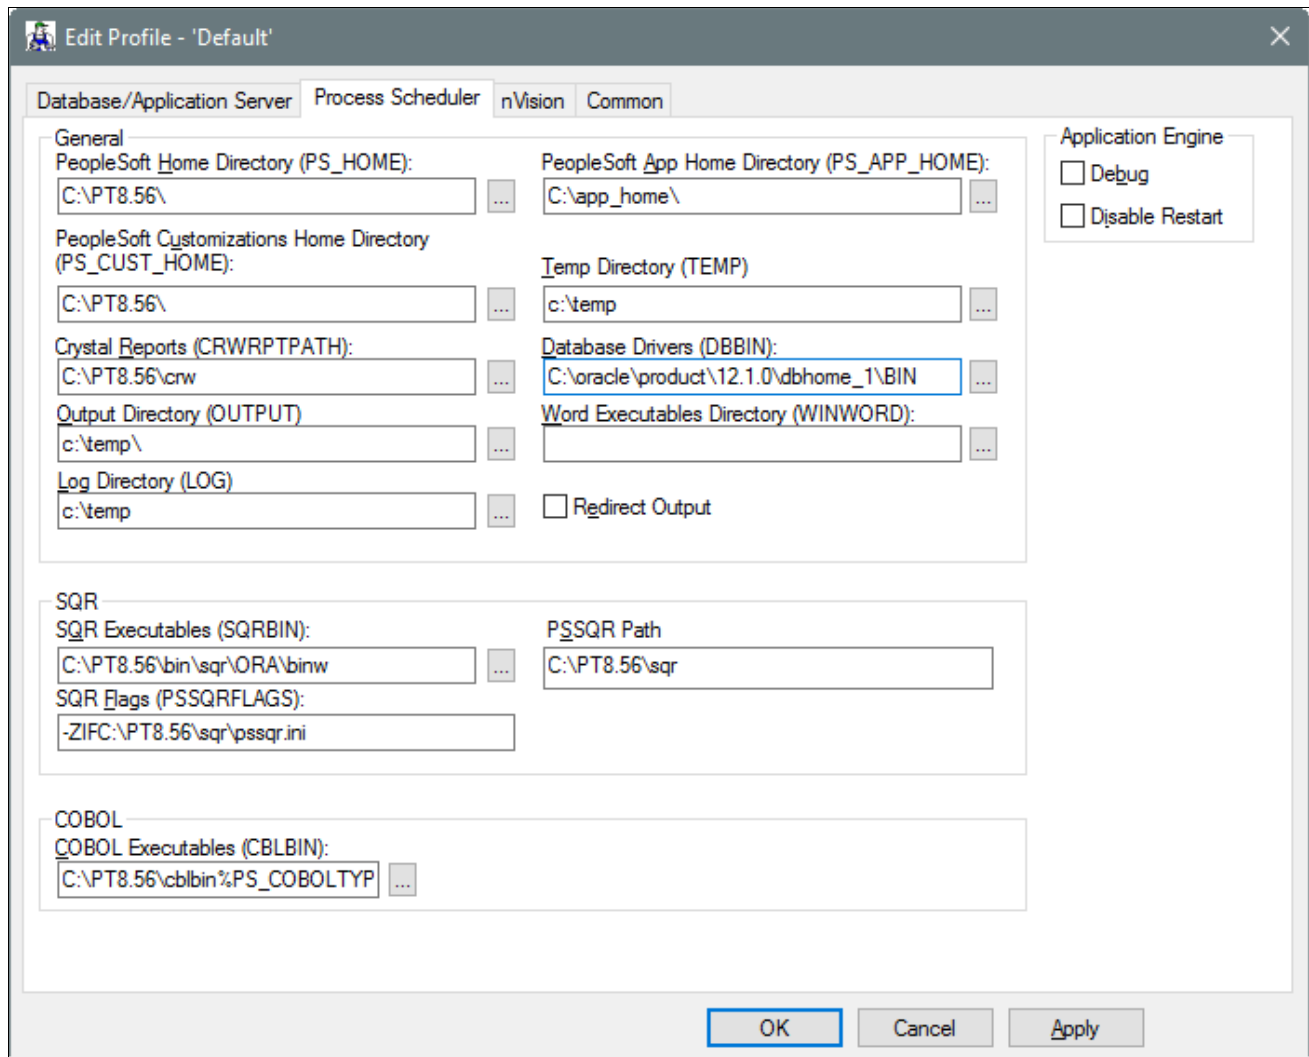 Edit Profile - 'Default'
Database/Application Server
Process Scheduler
nVision
Common
General
PeopleSoft Home Directory (PS_HOME):
C:\PT8.56\
...
PeopleSoft App Home Directory (PS_APP_HOME):
C:\app_home\
...
PeopleSoft Customizations Home Directory
(PS_CUST_HOME):
C:\PT8.56\
...
Temp Directory (TEMP)
c:\temp
...
Crystal Reports (CRWRPTPATH):
C:\PT8.56\crw
...
Database Drivers (DBBIN):
C:\oracle\product\12.1.0\dbhome_1\BIN
...
Output Directory (OUTPUT)
c:\temp\
...
Word Executables Directory (WINWORD):
...
Log Directory (LOG)
c:\temp
...
Redirect Output
Application Engine
Debug
Disable Restart
SQR
SQR Executables (SQRBIN):
C:\PT8.56\bin\sqr\ORA\binw
...
PSSQR Path
C:\PT8.56\sqr
SQR Flags (PSSQRFLAGS):
-ZIFC:\PT8.56\sqr\pssqr.ini
COBOL
COBOL Executables (CBLBIN):
C:\PT8.56\cblbin%PS_COBOLTYP
...
OK
Cancel
Apply